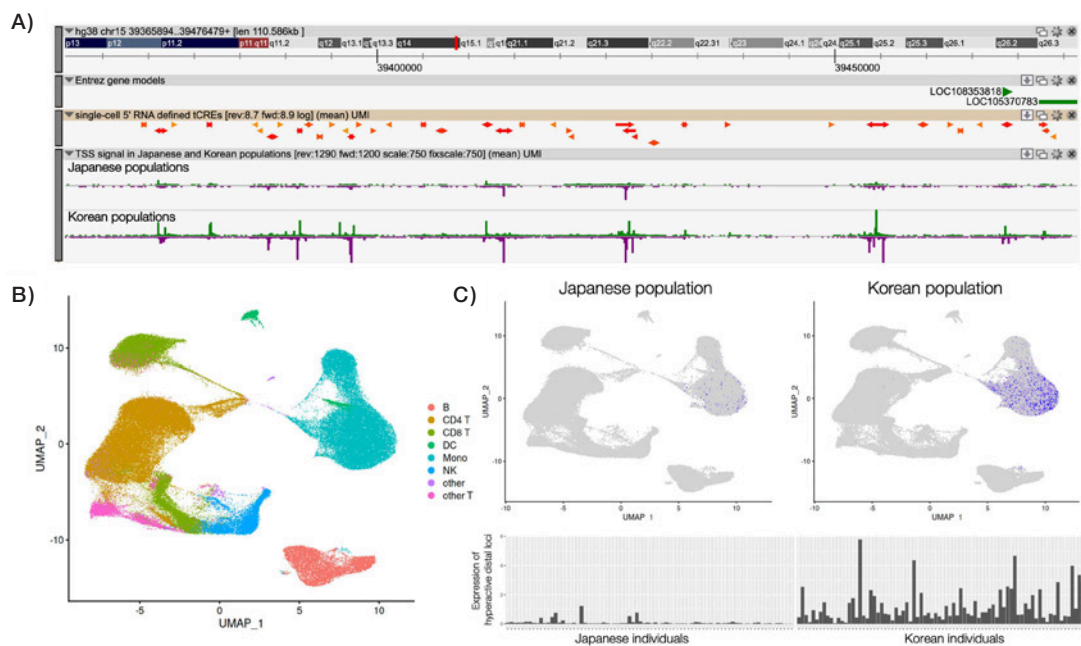 A)
hg38 chr15 39365894..39476479+ [len 110.586kb ]
p13 p12 p11.2 p11 q11 q11.2 q12 q13.1 q13.3 q14 q15.1 q21.1 q21.2 q21.3 q22.2 q22.31 q23 q24.1 q25.1 q25.2 q25.3 q26.1 q26.2 q26.3
39400000 39450000
Entrez gene models
LOC108353818
LOC105370783
single-cell 5' RNA defined tCREs [rev:8.7 fwd:8.9 log] (mean) UMI
TSS signal in Japanese and Korean populations [rev:1290 fwd:1200 scale:750 fixscale:750] (mean) UMI
Japanese populations
Korean populations
B)
10
0
-10
UMAP_2
-5 0 5 10
UMAP_1
B
CD4 T
CD8 T
DC
Mono
NK
other
other T
C)
Japanese population Korean population
10
0
-10
UMAP_2
-5 0 5 10
UMAP_1
10
0
-10
UMAP_2
-5 0 5 10
UMAP_1
Expression of
hyperactive distal loci
Japanese individuals Korean individuals